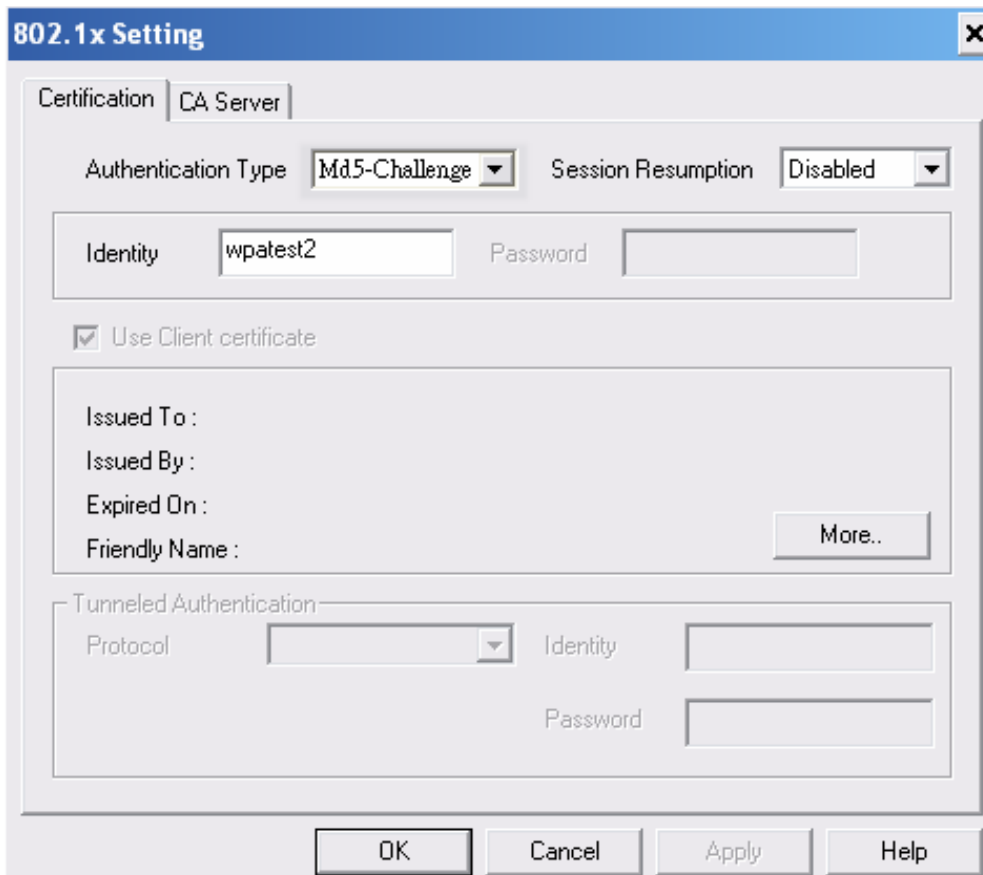 802.1x Setting
Certification CA Server
Authentication Type Md5-Challenge Session Resumption Disabled
Identity wpatest2 Password
Use Client certificate
Issued To :
Issued By :
Expired On :
Friendly Name :
More..
Tunneled Authentication
Protocol Identity
Password
OK Cancel Apply Help